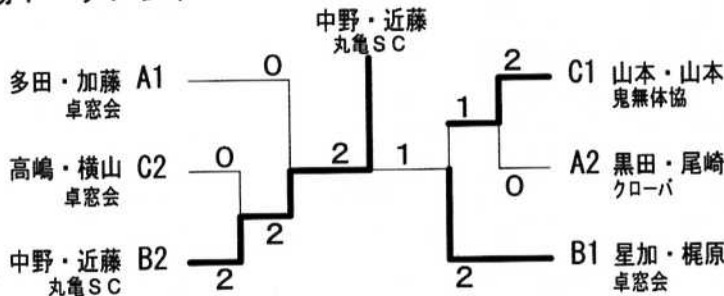 中野・近藤
丸亀SC
多田・加藤 A1
卓窓会
0
2
C1 山本・山本
鬼無体協
1
高嶋・横山 C2
卓窓会
0
2
1
0
A2 黒田・尾崎
クローバ
2
中野・近藤 B2
丸亀SC
2
2
B1 星加・梶原
卓窓会